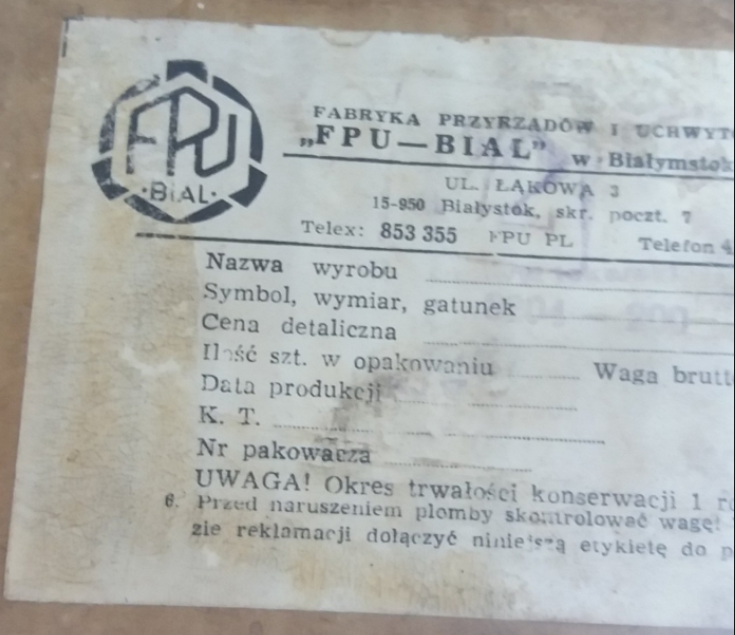 FPU
·BiAL·
FABRYKA PRZYRZĄDÓW I UCHWYT
„FPU—BIAL” w Białymstok
UL. ŁĄKOWA 3
15-950 Białystok, skr. poczt. 7
Telex: 853 355 FPU PL Telefon 4
Nazwa wyrobu
Symbol, wymiar, gatunek
Cena detaliczna
Ilość szt. w opakowaniu Waga brutt
Data produkcji
K. T.
Nr pakowacza
UWAGA! Okres trwałości konserwacji 1 r
6. Przed naruszeniem plomby skontrolować wagę!
zie reklamacji dołączyć niniejszą etykietę do p